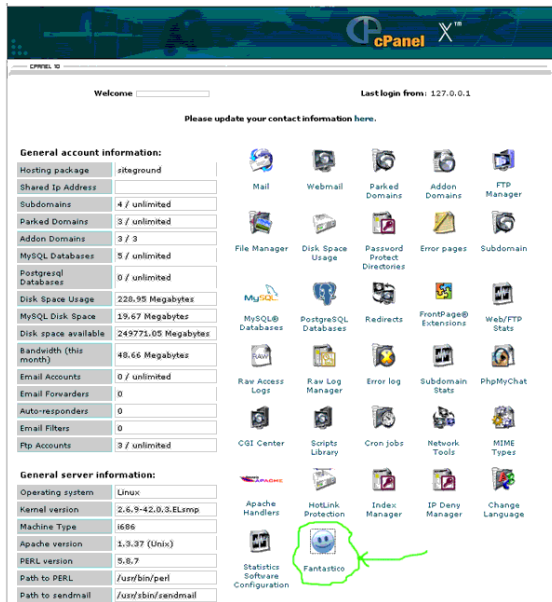 cPanel X™
CPANEL 10
Welcome
Last login from: 127.0.0.1
Please update your contact information here.
General account information:
Hosting package siteground
Shared Ip Address
Subdomains 4 / unlimited
Parked Domains 3 / unlimited
Addon Domains 3 / 3
MySQL Databases 5 / unlimited
Postgresql
Databases 0 / unlimited
Disk Space Usage 228.95 Megabytes
MySQL Disk Space 19.67 Megabytes
Disk space available 249771.05 Megabytes
Bandwidth (this
month) 48.66 Megabytes
Email Accounts 0 / unlimited
Email Forwarders 0
Auto-responders 0
Email Filters 0
Ftp Accounts 3 / unlimited
General server information:
Operating system Linux
Kernel version 2.6.9-42.0.3.ELsmp
Machine Type i686
Apache version 1.3.37 (Unix)
PERL version 5.8.7
Path to PERL /usr/bin/perl
Path to sendmail /usr/sbin/sendmail
Mail
Webmail
Parked
Domains
Addon
Domains
FTP
Manager
File Manager
Disk Space
Usage
Password
Protect
Directories
Error pages
Subdomain
MySQL
MySQL®
Databases
PostgreSQL
Databases
Redirects
FrontPage®
Extensions
Web/FTP
Stats
RAW
Raw Access
Logs
Raw Log
Manager
Error log
Subdomain
Stats
PhpMyChat
CGI Center
Scripts
Library
Cron jobs
Network
Tools
MIME
Types
APACHE
Apache
Handlers
HotLink
Protection
Index
Manager
IP Deny
Manager
Change
Language
Statistics
Software
Configuration
Fantastico